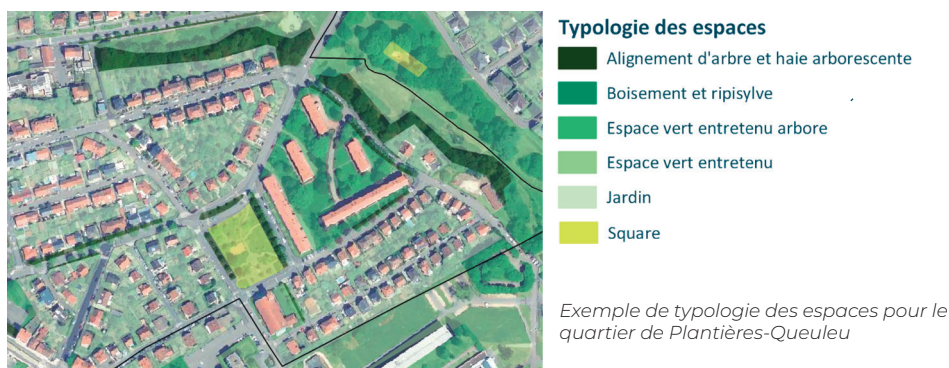 Typologie des espaces
Alignement d'arbre et haie arborescente
Boisement et ripisylve
Espace vert entretenu arbore
Espace vert entretenu
Jardin
Square
Exemple de typologie des espaces pour le
quartier de Plantières-Queuleu